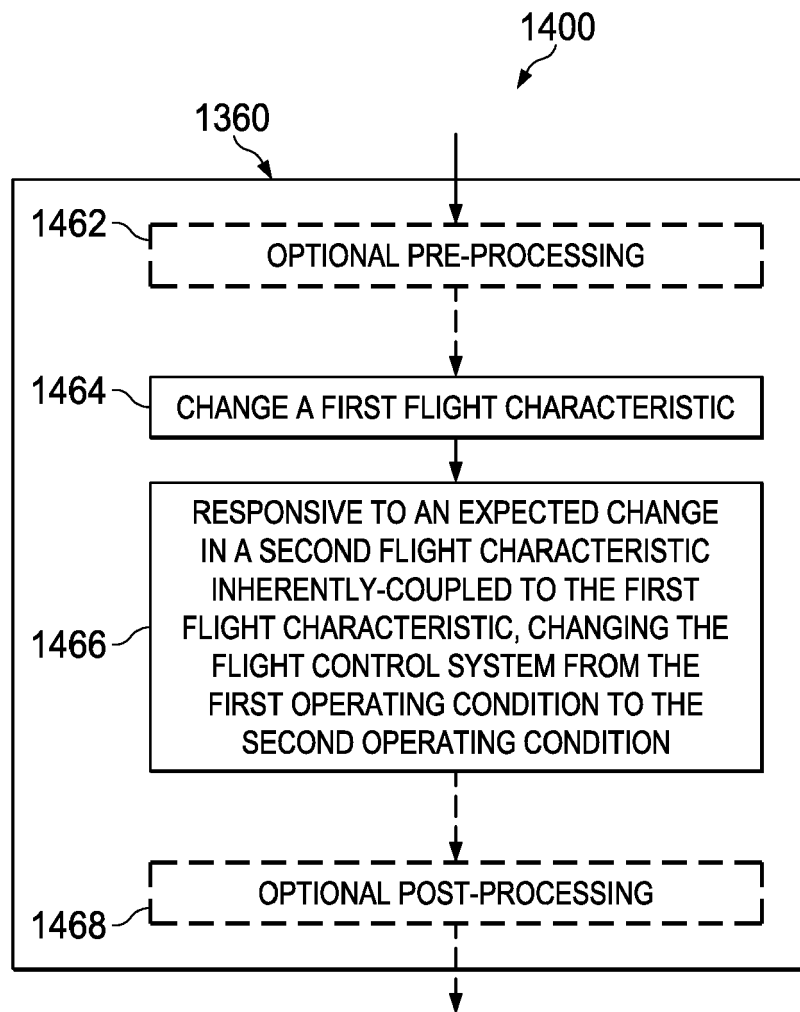 1400
1360
1462
OPTIONAL PRE-PROCESSING
1464
CHANGE A FIRST FLIGHT CHARACTERISTIC
1466
RESPONSIVE TO AN EXPECTED CHANGE
IN A SECOND FLIGHT CHARACTERISTIC
INHERENTLY-COUPLED TO THE FIRST
FLIGHT CHARACTERISTIC, CHANGING THE
FLIGHT CONTROL SYSTEM FROM THE
FIRST OPERATING CONDITION TO THE
SECOND OPERATING CONDITION
OPTIONAL POST-PROCESSING
1468